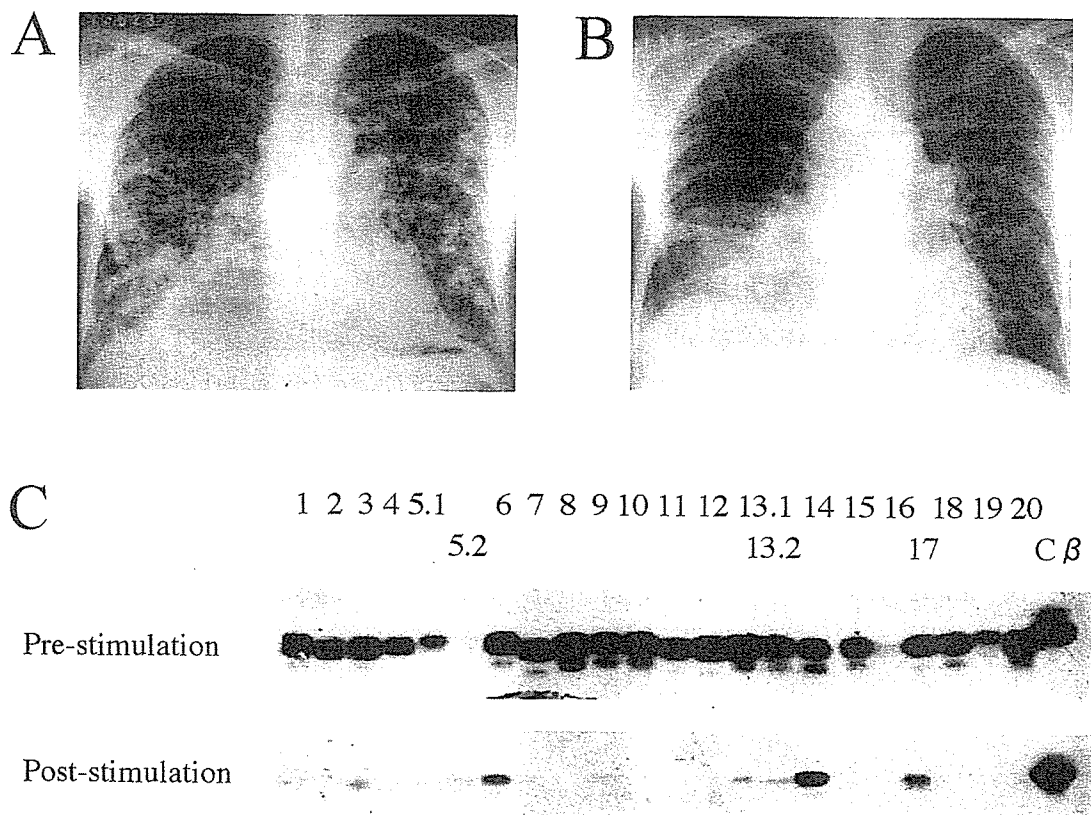 A
B
C
1 2 3 4 5.1 6 7 8 9 10 11 12 13.1 14 15 16 18 19 20
5.2 13.2 17 C β
Pre-stimulation
Post-stimulation